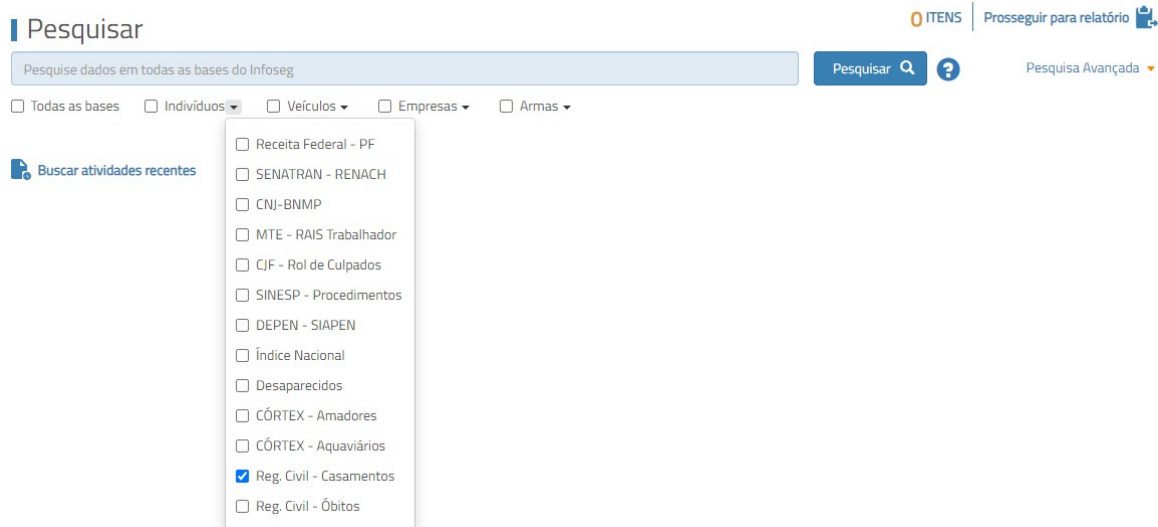 Pesquisar
0 ITENS
Prosseguir para relatório
Pesquise dados em todas as bases do Infoseg
Pesquisar
?
Pesquisa Avançada
Todas as bases
Indivíduos
Veículos
Empresas
Armas
Buscar atividades recentes
Receita Federal - PF
SENATRAN - RENACH
CNJ-BNMP
MTE - RAIS Trabalhador
CJF - Rol de Culpados
SINESP - Procedimentos
DEPEN - SIAPEN
Índice Nacional
Desaparecidos
CÓRTEX - Amadores
CÓRTEX - Aquaviários
Reg. Civil - Casamentos
Reg. Civil - Óbitos